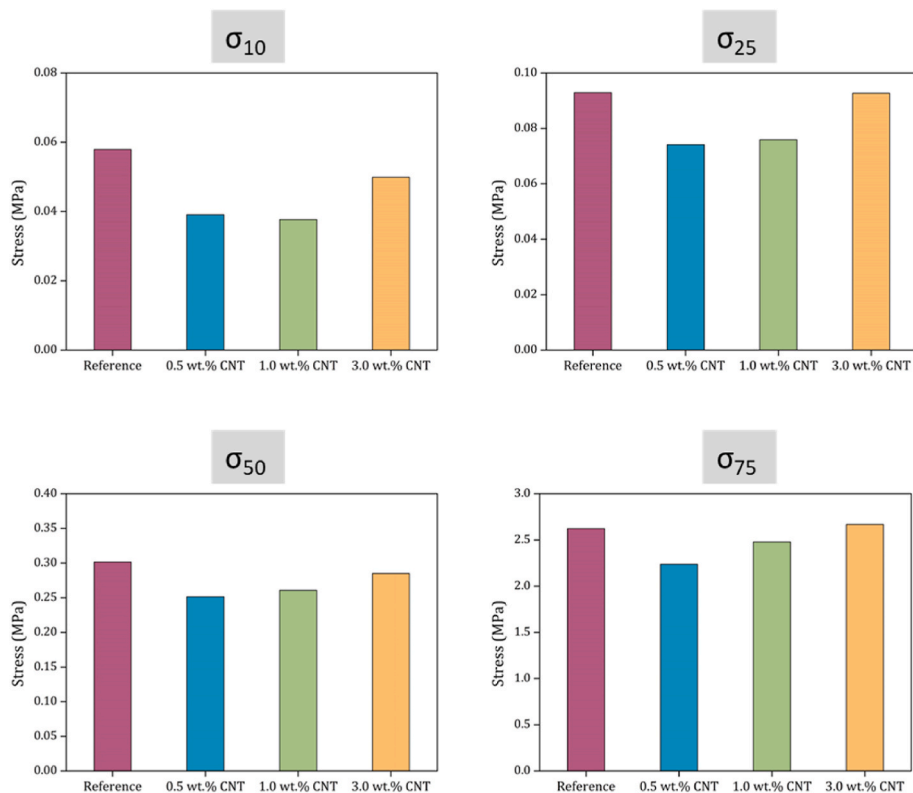 σ10
Stress (MPa)
0.08
0.06
0.04
0.02
0.00
Reference 0.5 wt.% CNT 1.0 wt.% CNT 3.0 wt.% CNT
σ25
Stress (MPa)
0.10
0.08
0.06
0.04
0.02
0.00
Reference 0.5 wt.% CNT 1.0 wt.% CNT 3.0 wt.% CNT
σ50
Stress (MPa)
0.40
0.35
0.30
0.25
0.20
0.15
0.10
0.05
0.00
Reference 0.5 wt.% CNT 1.0 wt.% CNT 3.0 wt.% CNT
σ75
Stress (MPa)
3.0
2.5
2.0
1.5
1.0
0.5
0.0
Reference 0.5 wt.% CNT 1.0 wt.% CNT 3.0 wt.% CNT